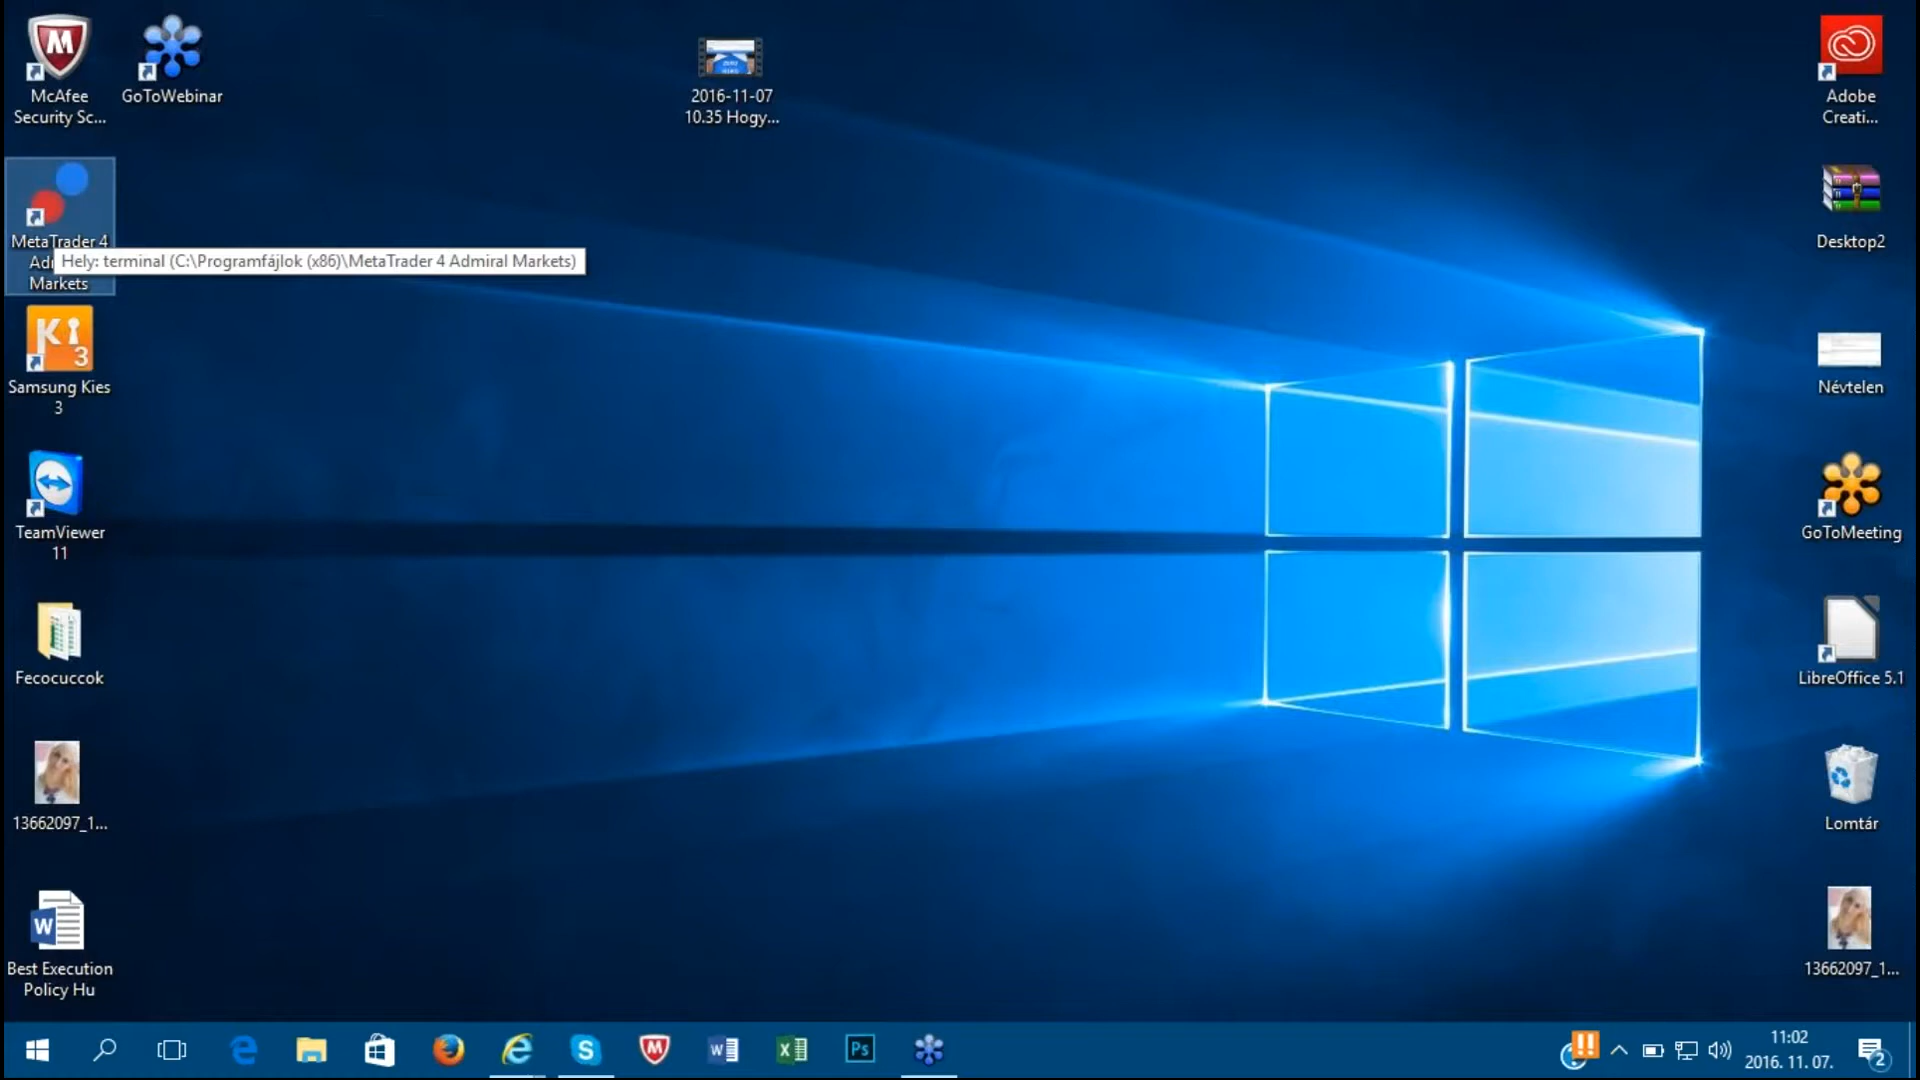 McAfee
Security Sc...
GoToWebinar
2016-11-07
10.35 Hogy...
Adobe
Creati...
MetaTrader 4
Markets
Hely: terminal (C:\Programfájlok (x86)\MetaTrader 4 Admiral Markets)
Desktop2
Samsung Kies
3
Névtelen
TeamViewer
11
GoToMeeting
Fecocuccok
LibreOffice 5.1
13662097_1...
Lomtár
Best Execution
Policy Hu
13662097_1...
11:02
2016. 11. 07.
2